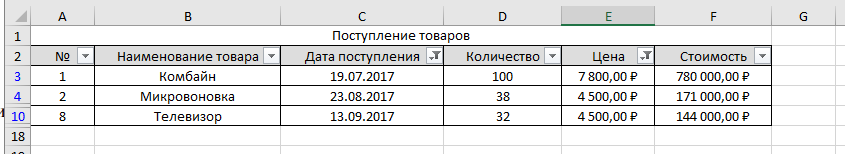 A B C D E F G
1 Поступление товаров
2 № Наименование товара Дата поступления Количество Цена Стоимость
3 1 Комбайн 19.07.2017 100 7 800,00 ₽ 780 000,00 ₽
4 2 Микровоновка 23.08.2017 38 4 500,00 ₽ 171 000,00 ₽
10 8 Телевизор 13.09.2017 32 4 500,00 ₽ 144 000,00 ₽
18